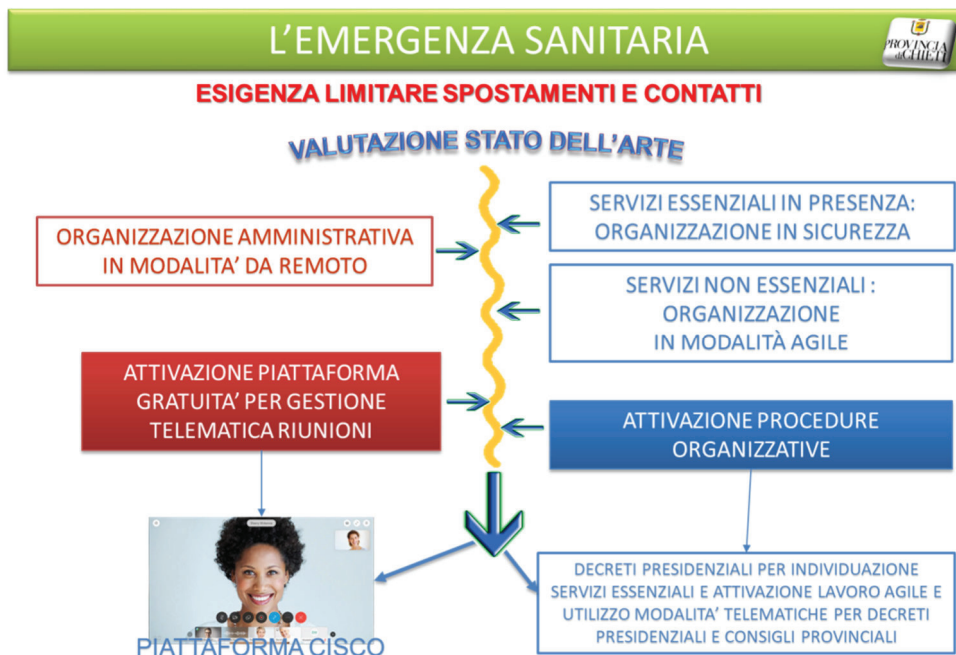 L'EMERGENZA SANITARIA
PROVINCIA
di CHIETI
ESIGENZA LIMITARE SPOSTAMENTI E CONTATTI
VALUTAZIONE STATO DELL'ARTE
SERVIZI ESSENZIALI IN PRESENZA:
ORGANIZZAZIONE IN SICUREZZA
ORGANIZZAZIONE AMMINISTRATIVA
IN MODALITA' DA REMOTO
SERVIZI NON ESSENZIALI :
ORGANIZZAZIONE
IN MODALITÀ AGILE
ATTIVAZIONE PIATTAFORMA
GRATUITA' PER GESTIONE
TELEMATICA RIUNIONI
ATTIVAZIONE PROCEDURE
ORGANIZZATIVE
PIATTAFORMA CISCO
DECRETI PRESIDENZIALI PER INDIVIDUAZIONE
SERVIZI ESSENZIALI E ATTIVAZIONE LAVORO AGILE E
UTILIZZO MODALITA' TELEMATICHE PER DECRETI
PRESIDENZIALI E CONSIGLI PROVINCIALI